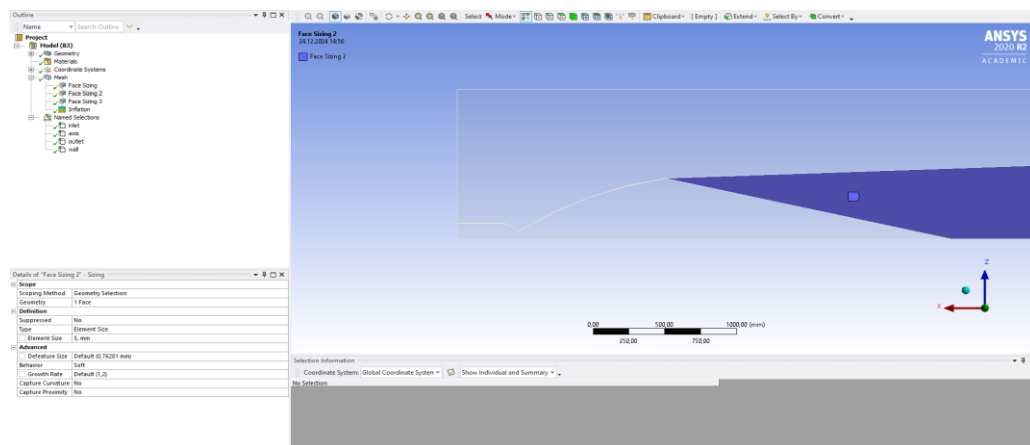 Outline
Name Search Outline
Project
Model (B3)
Geometry
Materials
Coordinate Systems
Mesh
Face Sizing
Face Sizing 2
Face Sizing 3
Inflation
Named Selections
inlet
axis
outlet
wall
Details of "Face Sizing 2" - Sizing
Scope
Scoping Method Geometry Selection
Geometry 1 Face
Definition
Suppressed No
Type Element Size
Element Size 5, mm
Advanced
Defeature Size Default (0,76201 mm)
Behavior Soft
Growth Rate Default (1,2)
Capture Curvature No
Capture Proximity No
Select Mode Clipboard [ Empty ] Extend Select By Convert
Face Sizing 2
24.12.2024 14:56
Face Sizing 2
ANSYS
2020 R2
ACADEMIC
Z
X
0,00 500,00 1000,00 (mm)
250,00 750,00
Selection Information
Coordinate System: Global Coordinate System Show Individual and Summary
No Selection